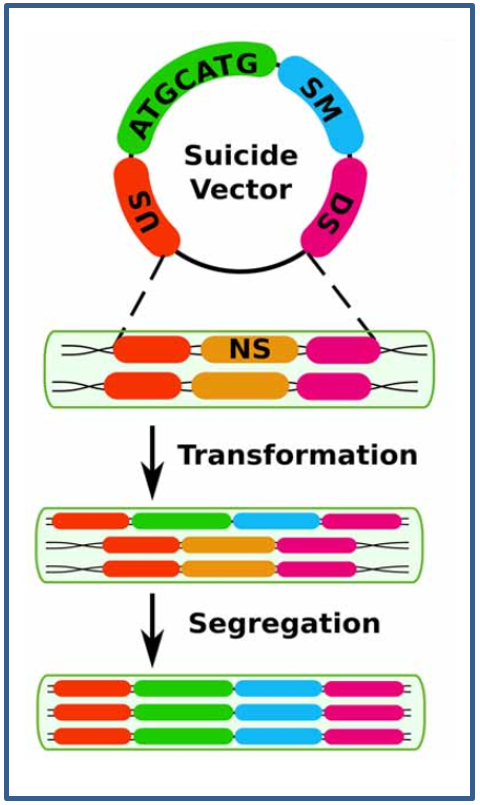 ATGCATG
SM
Suicide
Vector
US
DS
NS
Transformation
Segregation